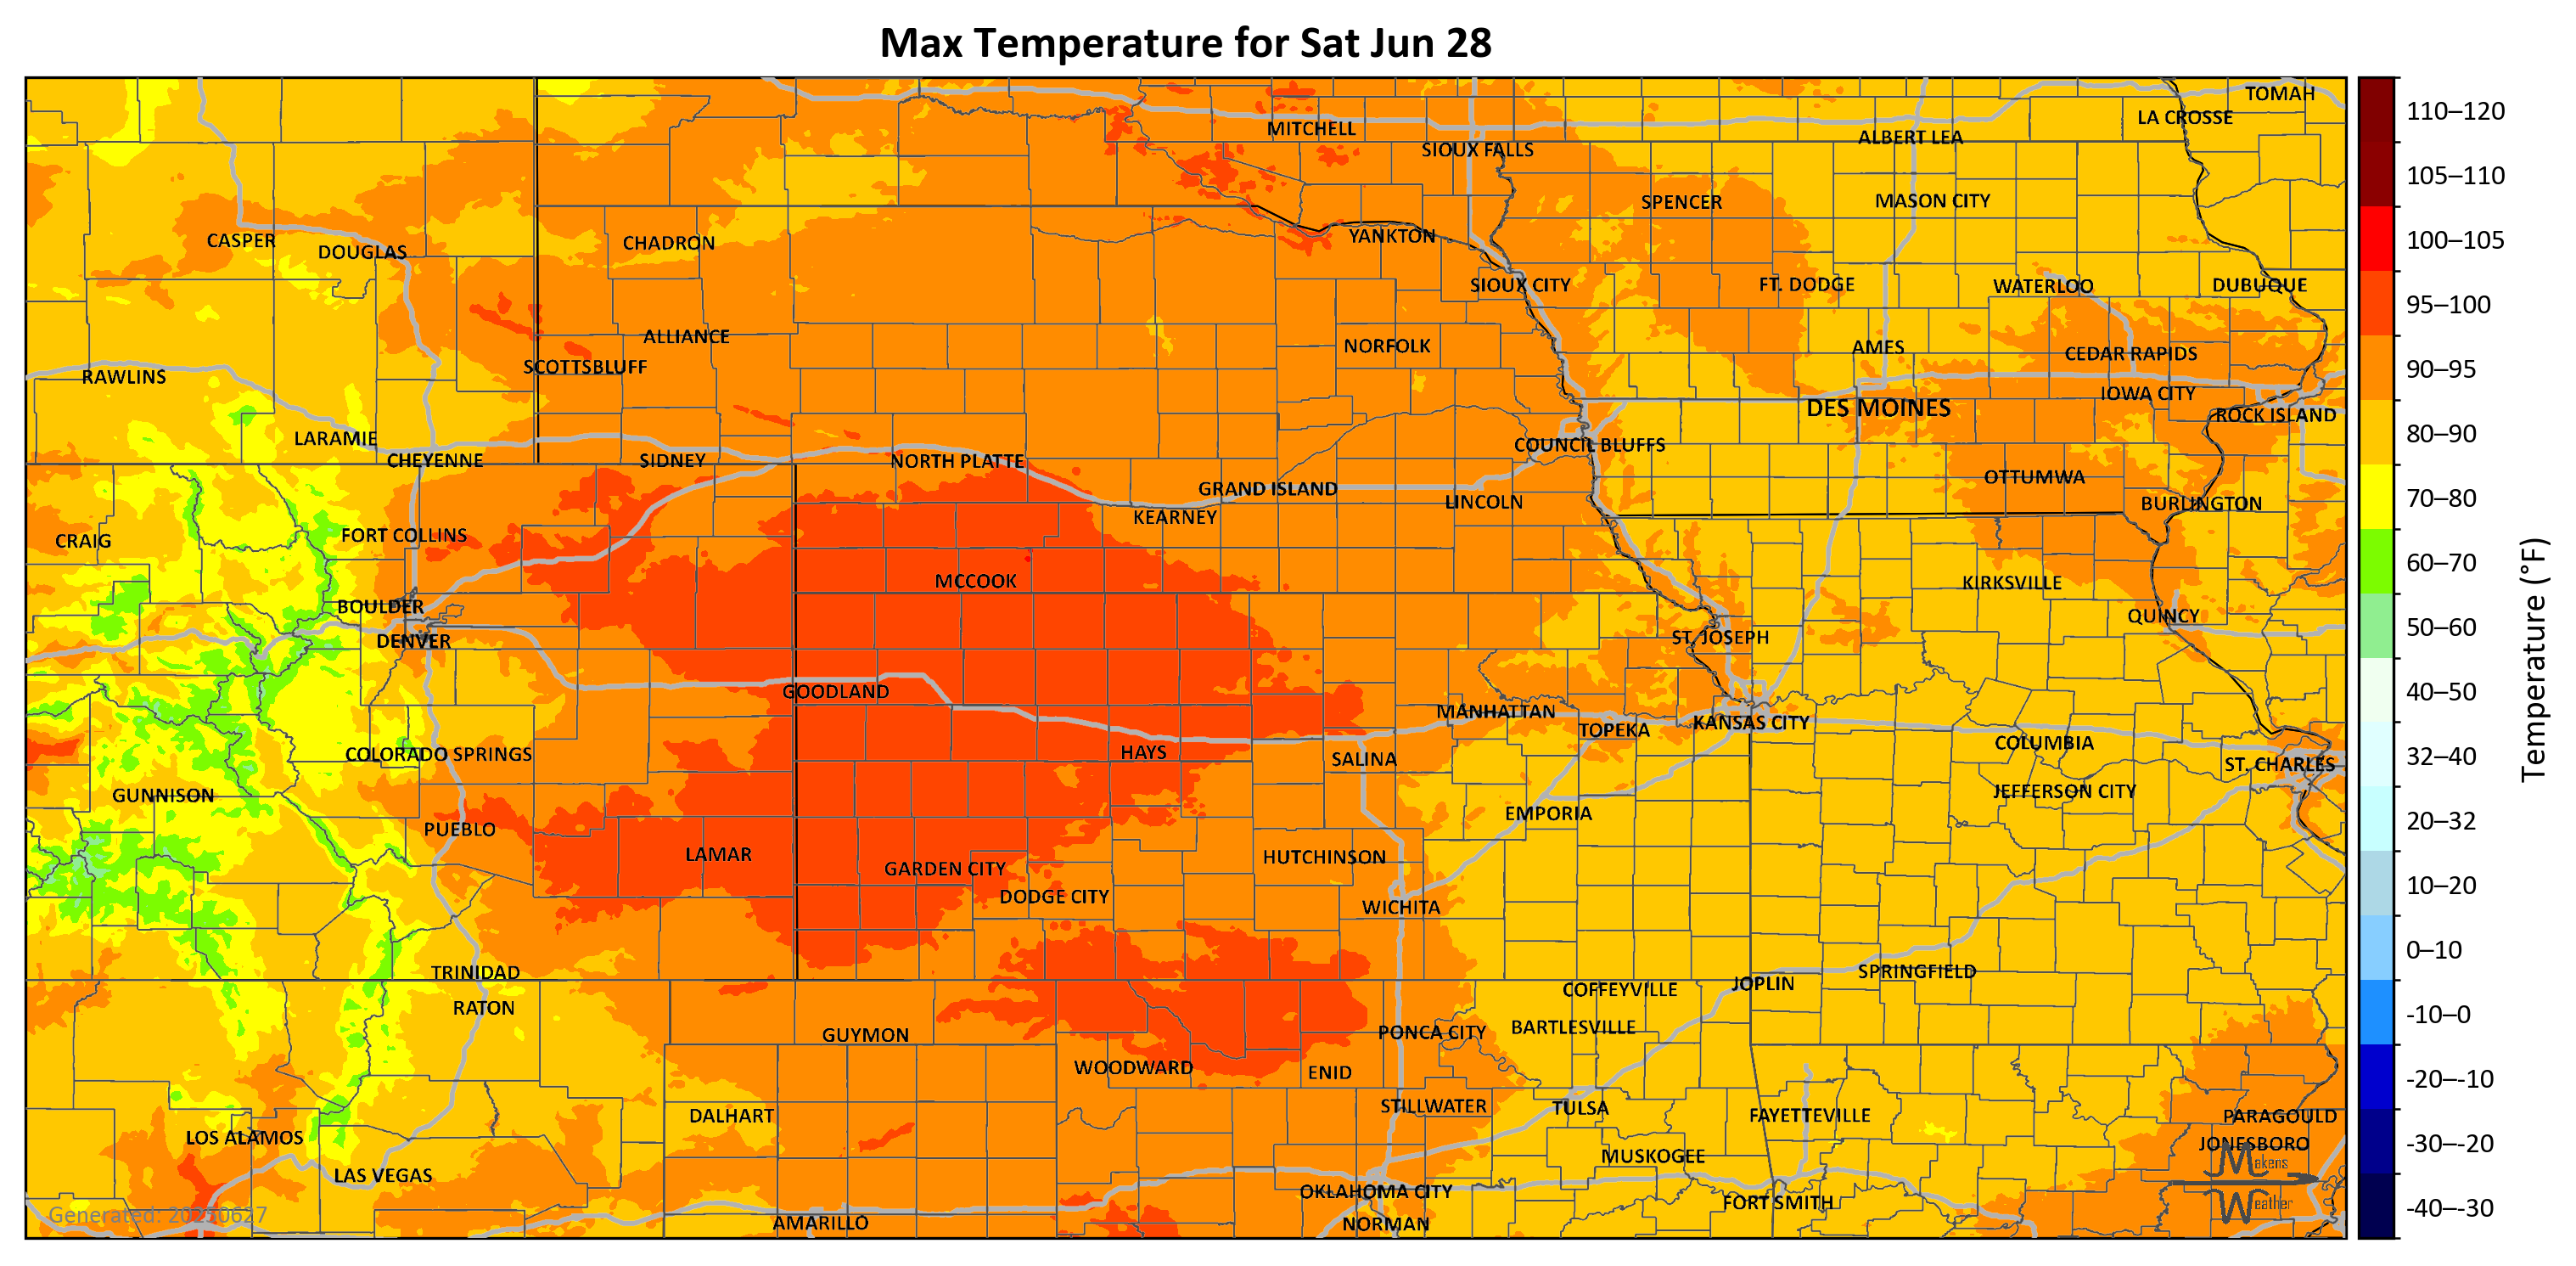 Max Temperature for Sat Jun 28
TOMAH
LA CROSSE
MITCHELL
ALBERT LEA
SIOUX FALLS
SPENCER
MASON CITY
CASPER
DOUGLAS
CHADRON
YANKTON
SIOUX CITY
FT. DODGE
WATERLOO
DUBUQUE
ALLIANCE
NORFOLK
AMES
CEDAR RAPIDS
SCOTTSBLUFF
RAWLINS
IOWA CITY
DES MOINES
ROCK ISLAND
LARAMIE
COUNCIL BLUFFS
CHEYENNE
SIDNEY
NORTH PLATTE
OTTUMWA
GRAND ISLAND
LINCOLN
BURLINGTON
KEARNEY
FORT COLLINS
CRAIG
MCCOOK
KIRKSVILLE
BOULDER
QUINCY
DENVER
ST. JOSEPH
GOODLAND
MANHATTAN
TOPEKA
KANSAS CITY
COLUMBIA
COLORADO SPRINGS
HAYS
SALINA
ST. CHARLES
GUNNISON
JEFFERSON CITY
EMPORIA
PUEBLO
LAMAR
HUTCHINSON
GARDEN CITY
DODGE CITY
WICHITA
TRINIDAD
SPRINGFIELD
JOPLIN
COFFEYVILLE
RATON
GUYMON
PONCA CITY
BARTLESVILLE
WOODWARD
ENID
STILLWATER
TULSA
DALHART
FAYETTEVILLE
PARAGOULD
LOS ALAMOS
JONESBORO
MUSKOGEE
LAS VEGAS
OKLAHOMA CITY
FORT SMITH
AMARILLO
NORMAN
Generated: 20250627
Makens
Weather
110–120
105–110
100–105
95–100
90–95
80–90
70–80
60–70
50–60
40–50
32–40
20–32
10–20
0–10
-10–0
-20–-10
-30–-20
-40–-30
Temperature (°F)